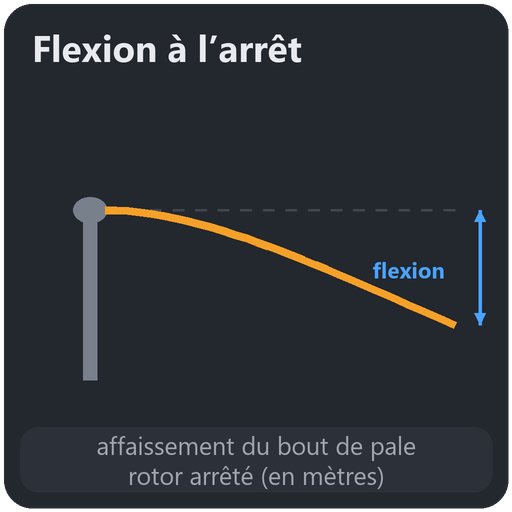 Flexion à l’arrêt
flexion
affaissement du bout de pale
rotor arrêté (en mètres)